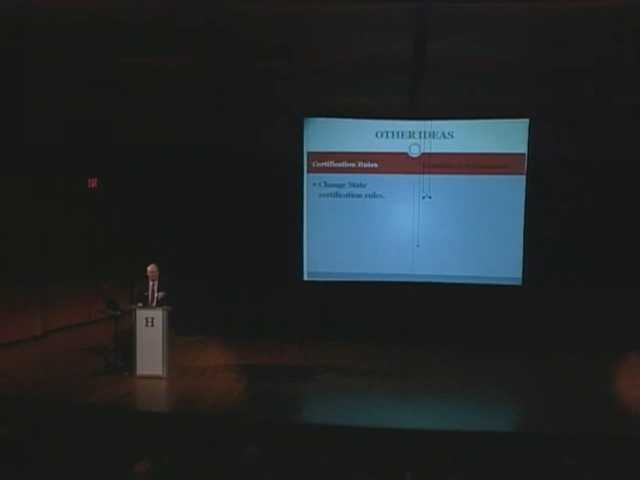 OTHER IDEAS
Certification Rules
• Change State
certification rules.
H